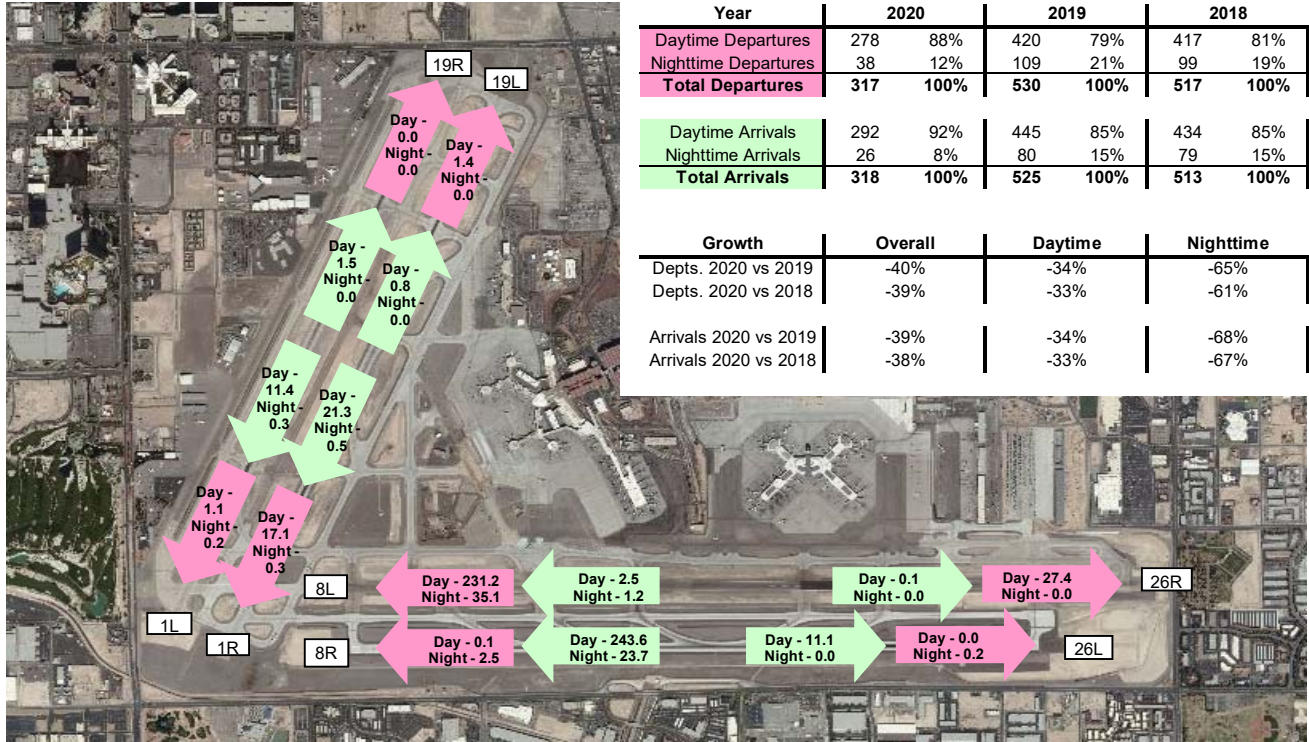 Year 2020 2019 2018
Daytime Departures 278 88% 420 79% 417 81%
Nighttime Departures 38 12% 109 21% 99 19%
Total Departures 317 100% 530 100% 517 100%
Daytime Arrivals 292 92% 445 85% 434 85%
Nighttime Arrivals 26 8% 80 15% 79 15%
Total Arrivals 318 100% 525 100% 513 100%
Growth Overall Daytime Nighttime
Depts. 2020 vs 2019 -40% -34% -65%
Depts. 2020 vs 2018 -39% -33% -61%
Arrivals 2020 vs 2019 -39% -34% -68%
Arrivals 2020 vs 2018 -38% -33% -67%
19R
19L
Day -
0.0
Night -
0.0
Day -
1.4
Night -
0.0
Day -
1.5
Night -
0.0
Day -
0.8
Night -
0.0
Day -
11.4
Night -
0.3
Day -
21.3
Night -
0.5
Day -
1.1
Night -
0.2
Day -
17.1
Night -
0.3
1L
1R
8L
Day - 231.2
Night - 35.1
Day - 2.5
Night - 1.2
Day - 0.1
Night - 0.0
Day - 27.4
Night - 0.0
26R
8R
Day - 0.1
Night - 2.5
Day - 243.6
Night - 23.7
Day - 11.1
Night - 0.0
Day - 0.0
Night - 0.2
26L